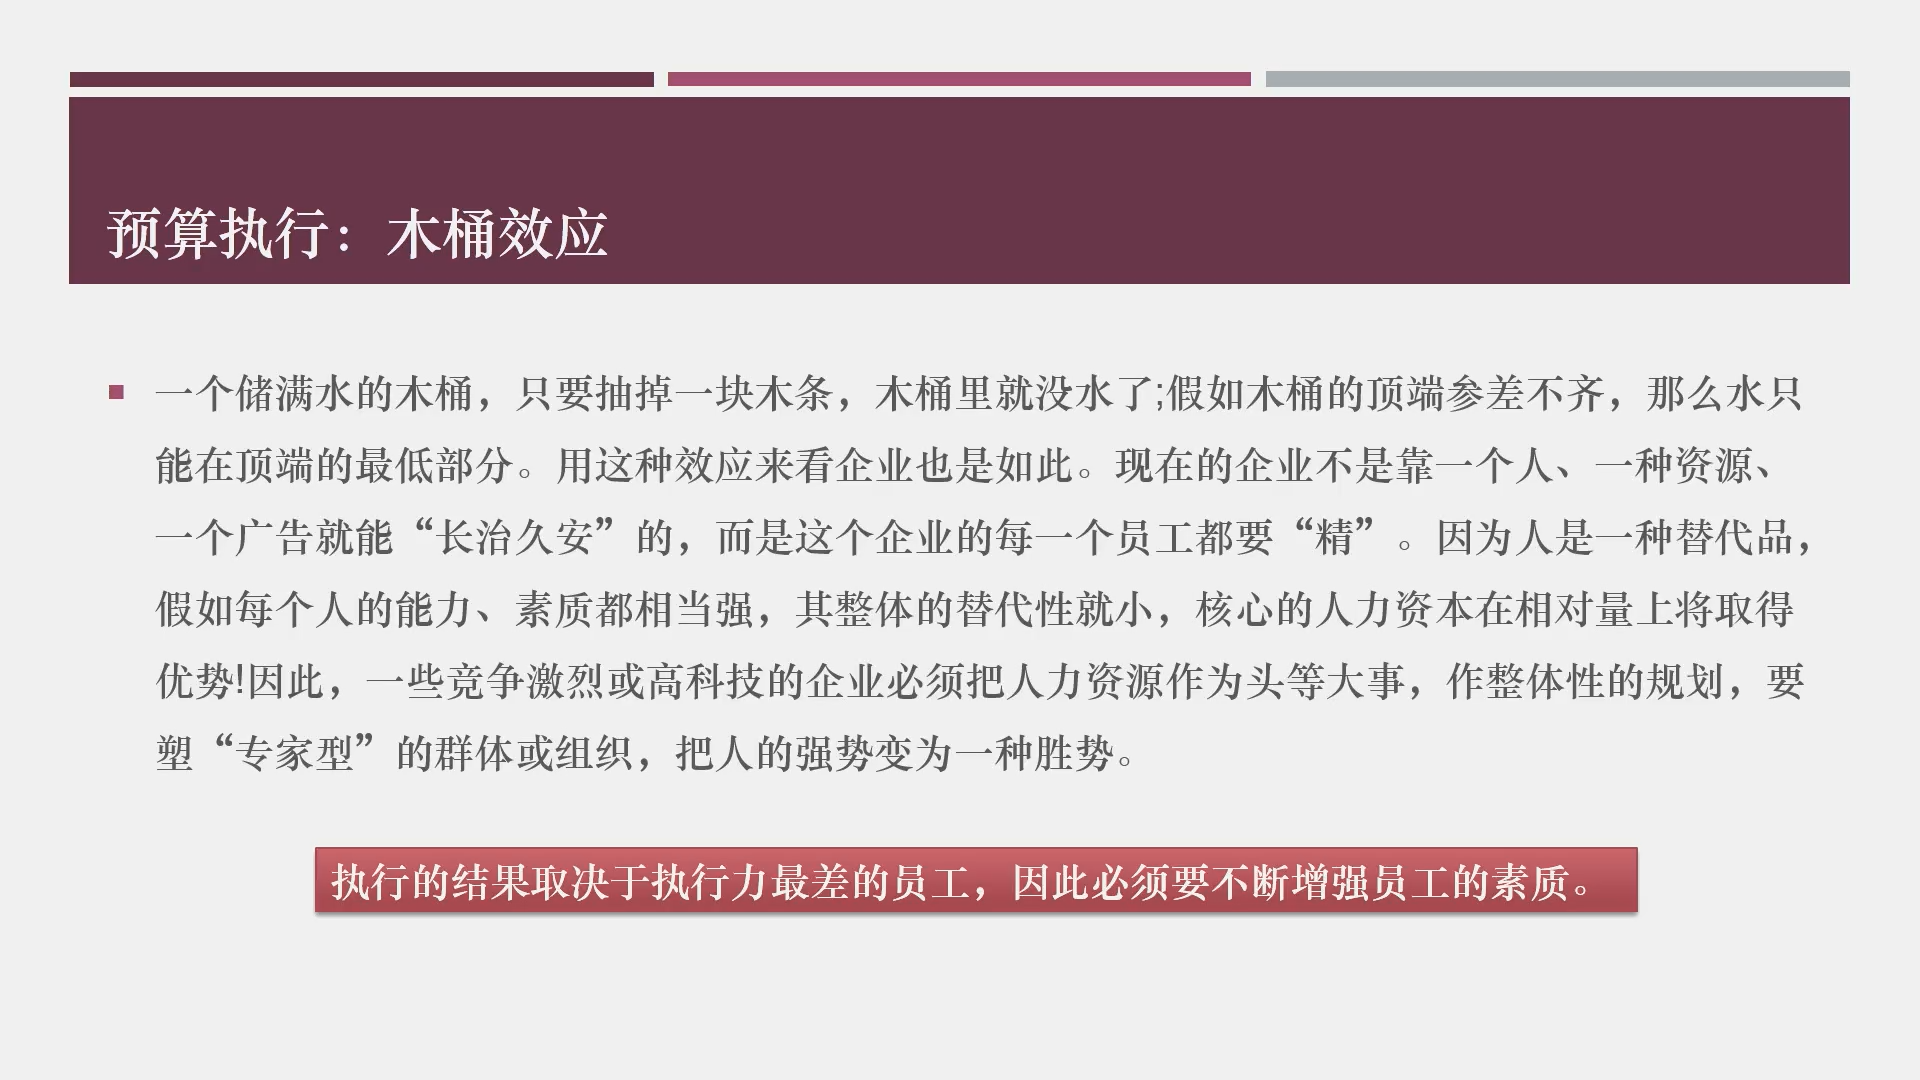 预算执行：木桶效应
一个储满水的木桶，只要抽掉一块木条，木桶里就没水了;假如木桶的顶端参差不齐，那么水只
能在顶端的最低部分。用这种效应来看企业也是如此。现在的企业不是靠一个人、一种资源、
一个广告就能“长治久安”的，而是这个企业的每一个员工都要“精”。因为人是一种替代品，
假如每个人的能力、素质都相当强，其整体的替代性就小，核心的人力资本在相对量上将取得
优势!因此，一些竞争激烈或高科技的企业必须把人力资源作为头等大事，作整体性的规划，要
塑“专家型”的群体或组织，把人的强势变为一种胜势。
执行的结果取决于执行力最差的员工，因此必须要不断增强员工的素质。